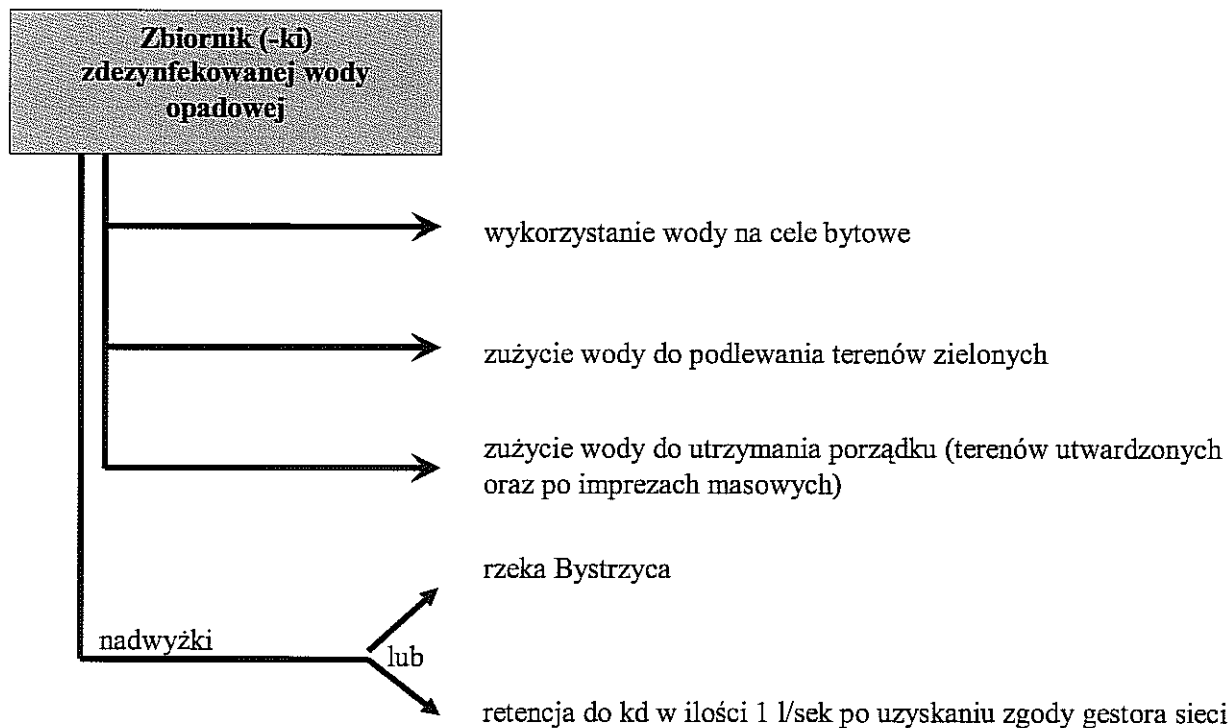 Zbiornik (-ki)
zdezynfekowanej wody
opadowej
wykorzystanie wody na cele bytowe
zużycie wody do podlewania terenów zielonych
zużycie wody do utrzymania porządku (terenów utwardzonych
oraz po imprezach masowych)
rzeka Bystrzyca
nadwyżki
lub
retencja do kd w ilości 1 l/sek po uzyskaniu zgody gestora sieci